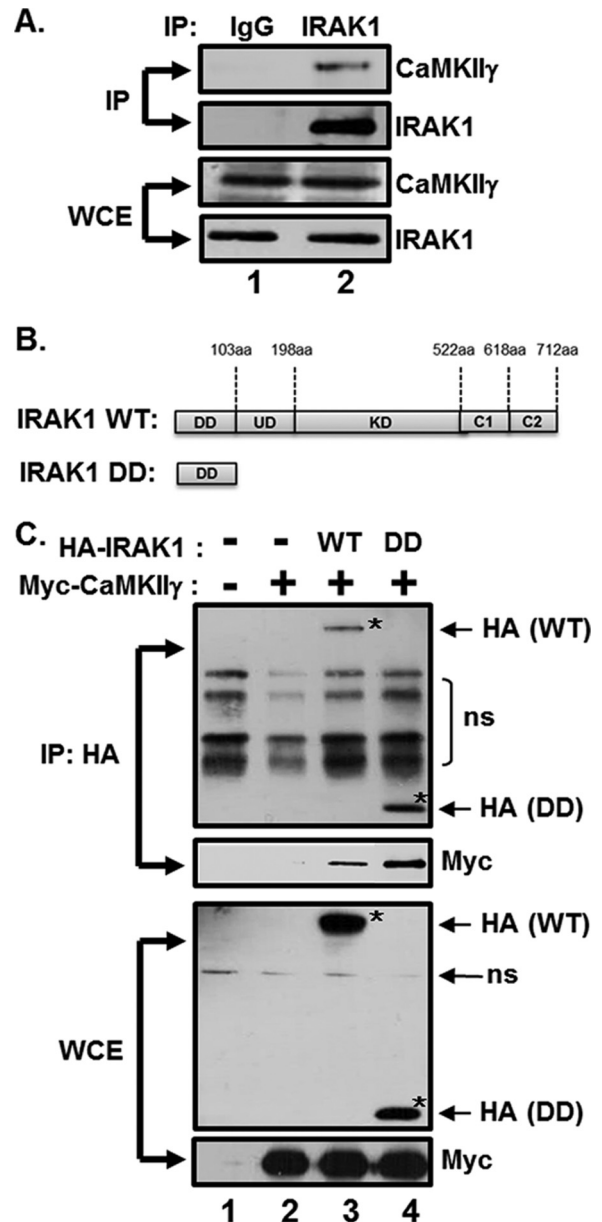 A.
IP: IgG IRAK1
IP
CaMKIIγ
IRAK1
WCE
CaMKIIγ
IRAK1
1 2
B.
103aa 198aa 522aa 618aa 712aa
IRAK1 WT: DD UD KD C1 C2
IRAK1 DD: DD
C.
HA-IRAK1 : - - WT DD
Myc-CaMKIIγ : - + + +
IP: HA
* ← HA (WT)
ns
* ← HA (DD)
Myc
WCE
* ← HA (WT)
← ns
* ← HA (DD)
Myc
1 2 3 4